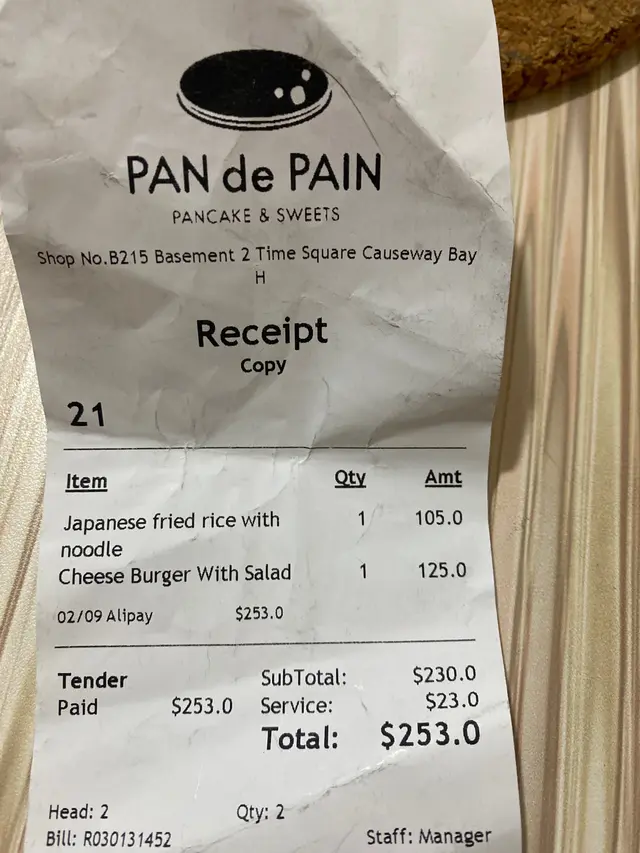 PAN de PAIN
PANCAKE & SWEETS
Shop No.B215 Basement 2 Time Square Causeway Bay
H
Receipt
Copy
21
Item Qty Amt
Japanese fried rice with 1 105.0
noodle
Cheese Burger With Salad 1 125.0
02/09 Alipay $253.0
Tender SubTotal: $230.0
Paid $253.0 Service: $23.0
Total: $253.0
Head: 2 Qty: 2
Bill: R030131452 Staff: Manager